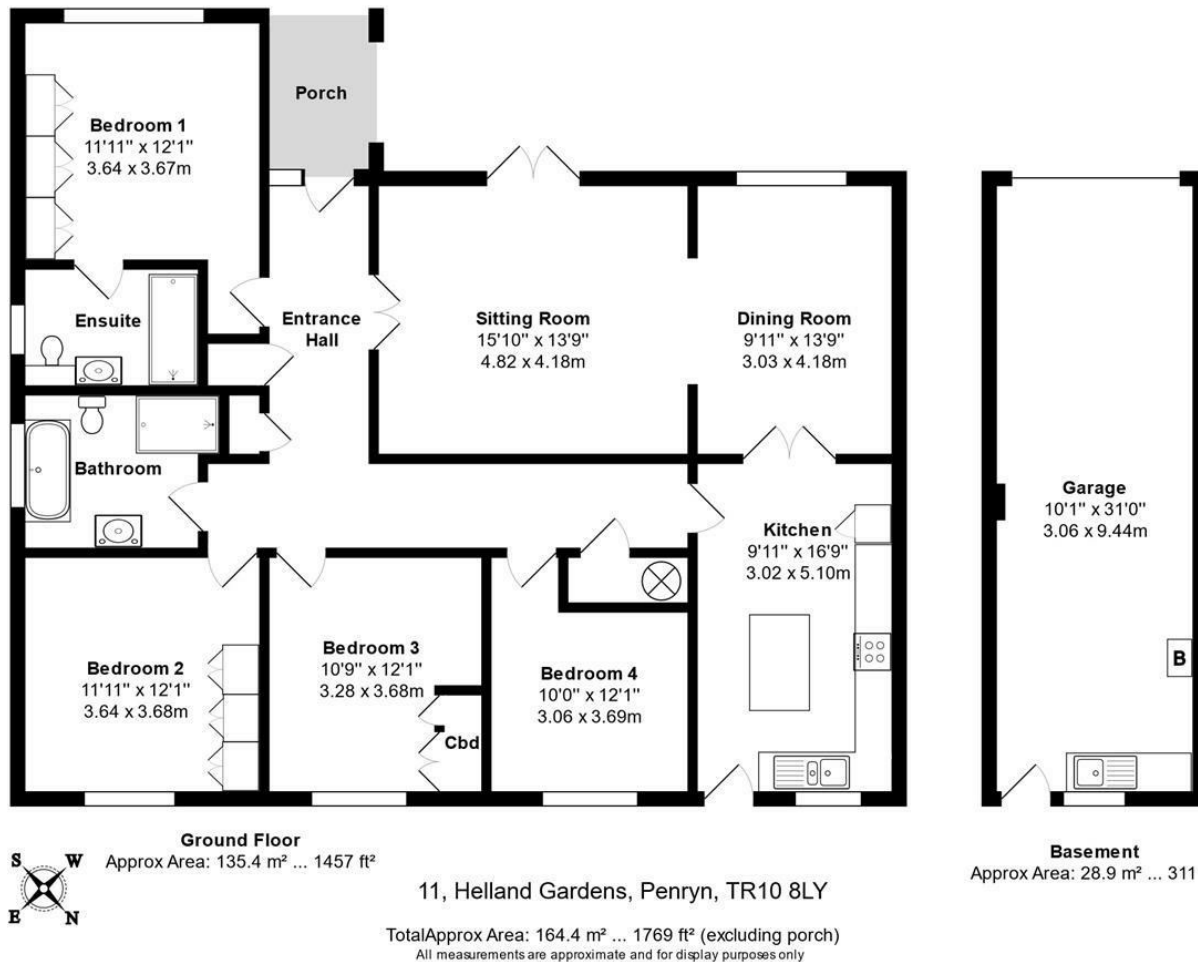 Porch
Bedroom 1
11'11" x 12'1"
3.64 x 3.67m
Ensuite
Entrance
Hall
Sitting Room
15'10" x 13'9"
4.82 x 4.18m
Dining Room
9'11" x 13'9"
3.03 x 4.18m
Bathroom
Kitchen
9'11" x 16'9"
3.02 x 5.10m
Garage
10'1" x 31'0"
3.06 x 9.44m
B
Bedroom 2
11'11" x 12'1"
3.64 x 3.68m
Bedroom 3
10'9" x 12'1"
3.28 x 3.68m
Cbd
Bedroom 4
10'0" x 12'1"
3.06 x 3.69m
Ground Floor
Approx Area: 135.4 m² ... 1457 ft²
Basement
Approx Area: 28.9 m² ... 311
S W
E N
11, Helland Gardens, Penryn, TR10 8LY
TotalApprox Area: 164.4 m² ... 1769 ft² (excluding porch)
All measurements are approximate and for display purposes only